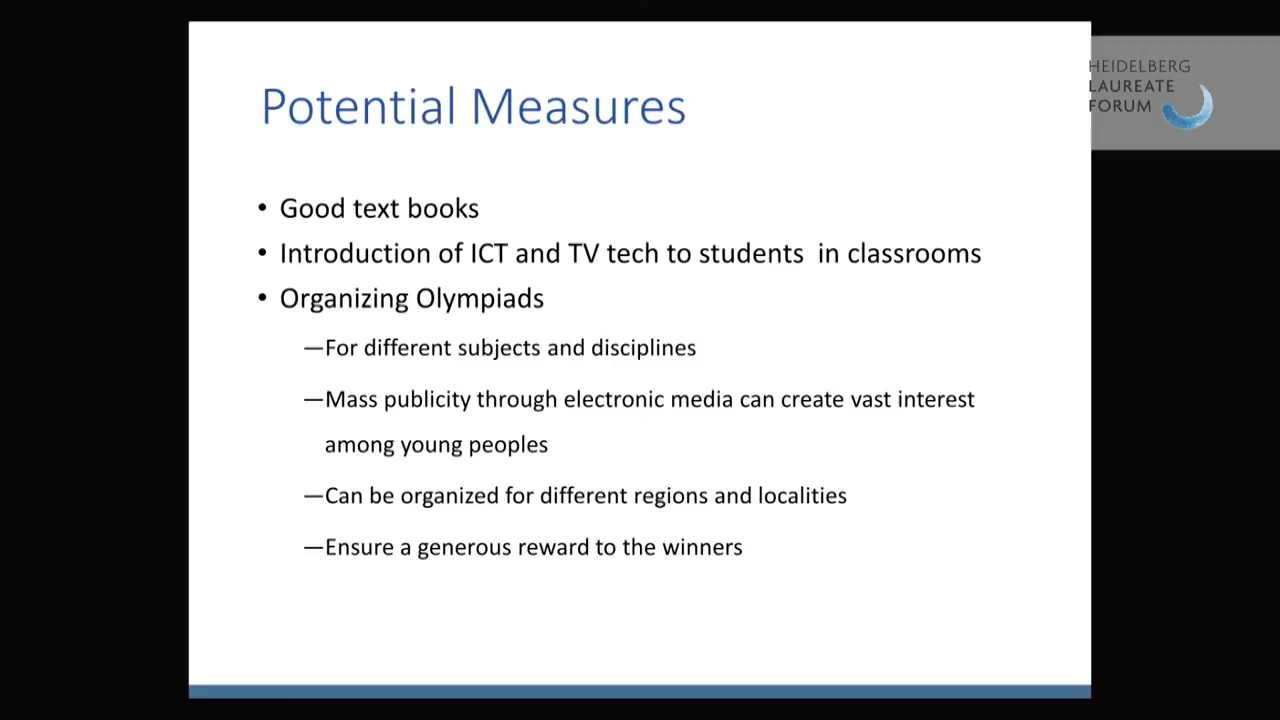 Potential Measures
HEIDELBERG
LAUREATE
FORUM
• Good text books
• Introduction of ICT and TV tech to students  in classrooms
• Organizing Olympiads
—For different subjects and disciplines
—Mass publicity through electronic media can create vast interest
among young peoples
—Can be organized for different regions and localities
—Ensure a generous reward to the winners